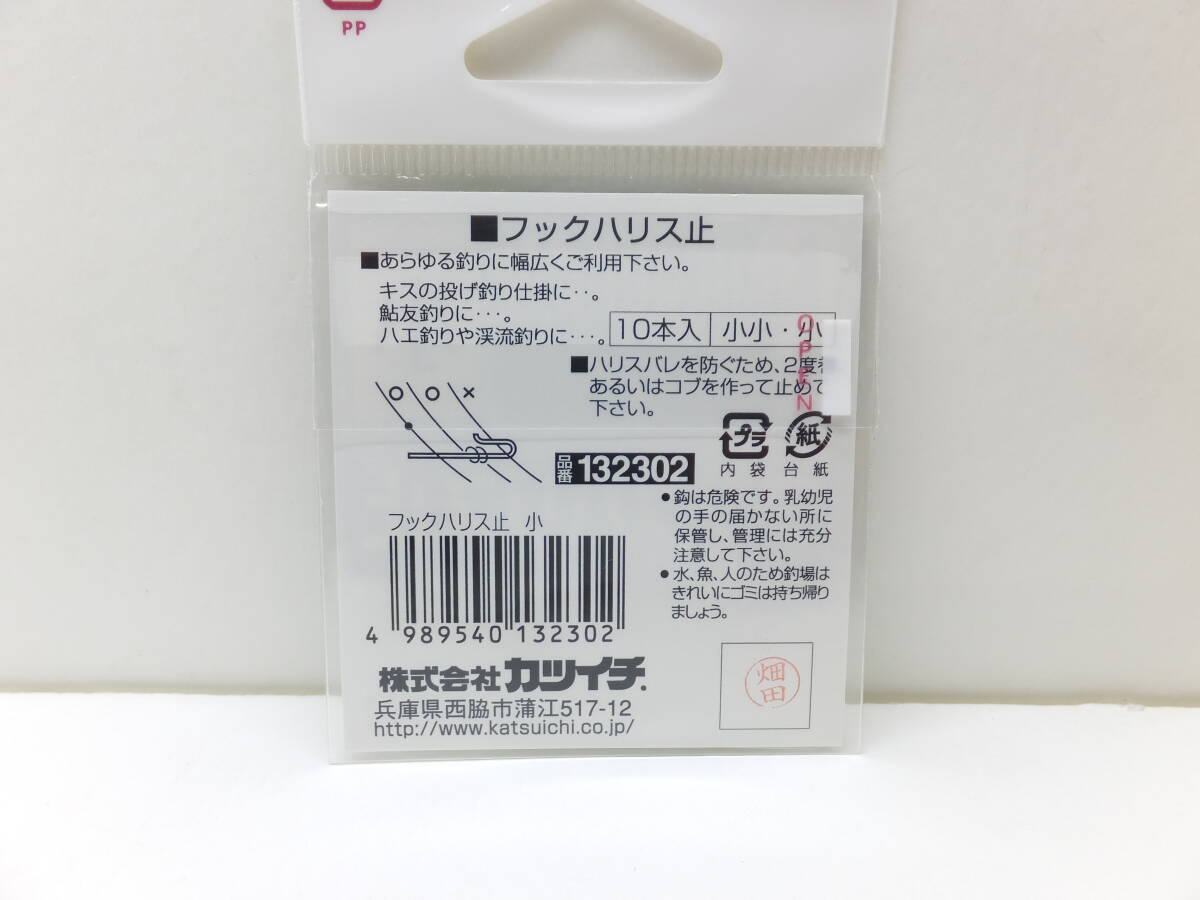 PP
■フックハリス止
■あらゆる釣りに幅広くご利用下さい。
キスの投げ釣り仕掛に‥。
鮎友釣りに‥･。
ハエ釣りや渓流釣りに‥･。
10本入 小小・小
OPEN
■ハリスバレを防ぐため、2度巻
あるいはコブを作って止めて
下さい。
プラ 紙
内袋 台紙
品番 132302
●鈎は危険です。乳幼児
の手の届かない所に
保管し、管理には充分
注意して下さい。
●水、魚、人のため釣場は
きれいにゴミは持ち帰り
ましょう。
フックハリス止 小
4 989540 132302
株式会社 カツイチ.
兵庫県西脇市蒲江517-12
http://www.katsuichi.co.jp/
畑田